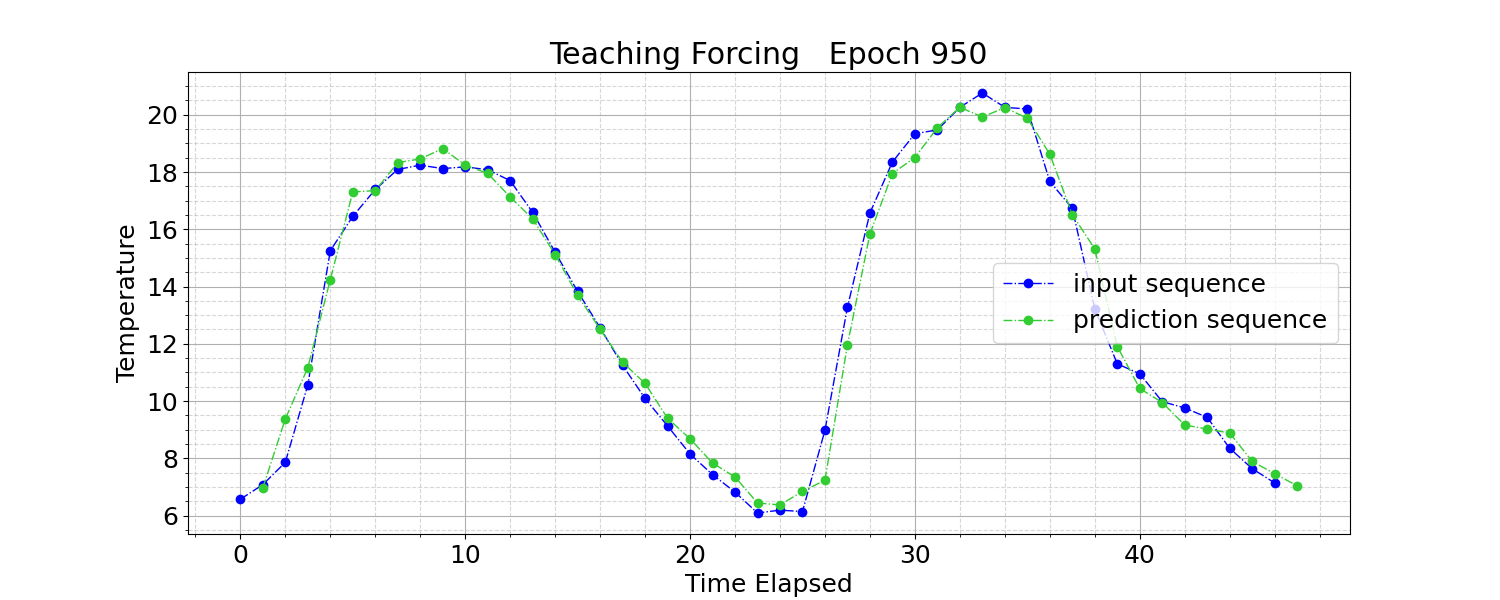 Teaching Forcing   Epoch 950
Temperature
20
18
16
14
12
10
8
6
input sequence
prediction sequence
0 10 20 30 40
Time Elapsed